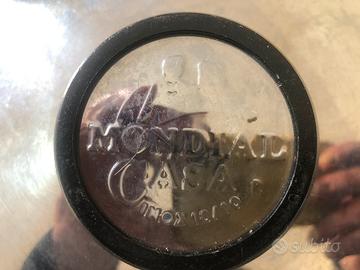 MONDIAL
CASA
INOX 18/10
subito